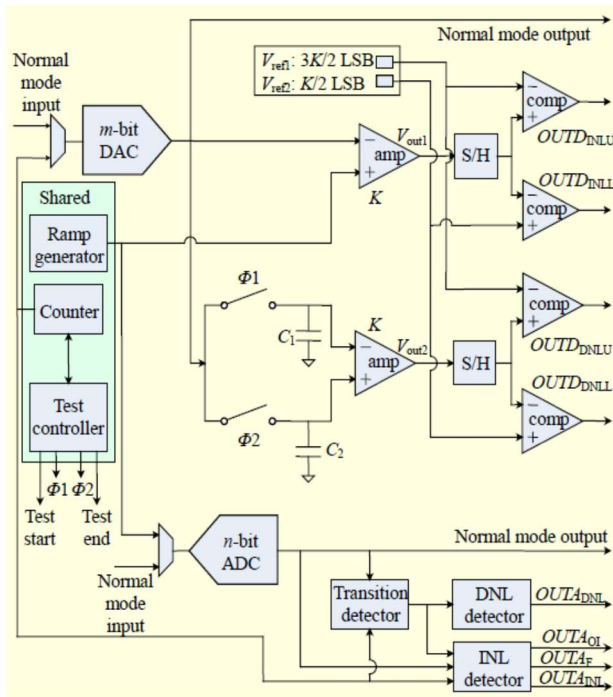 Normal mode output
Normal
mode
input
V_ref1: 3K/2 LSB
V_ref2: K/2 LSB
m-bit
DAC
−
amp
+
K
V_out1
S/H
−
comp
+
OUTD_INLU
−
comp
+
OUTD_INLL
Shared
Ramp
generator
Counter
Test
controller
Φ1
Φ2
Test
start
Test
end
Φ1
C_1
Φ2
C_2
K
−
amp
+
V_out2
S/H
−
comp
+
OUTD_DNLU
−
comp
+
OUTD_DNLL
Normal
mode
input
n-bit
ADC
Normal mode output
Transition
detector
DNL
detector
OUTA_DNL
INL
detector
OUTA_OI
OUTA_F
OUTA_INL